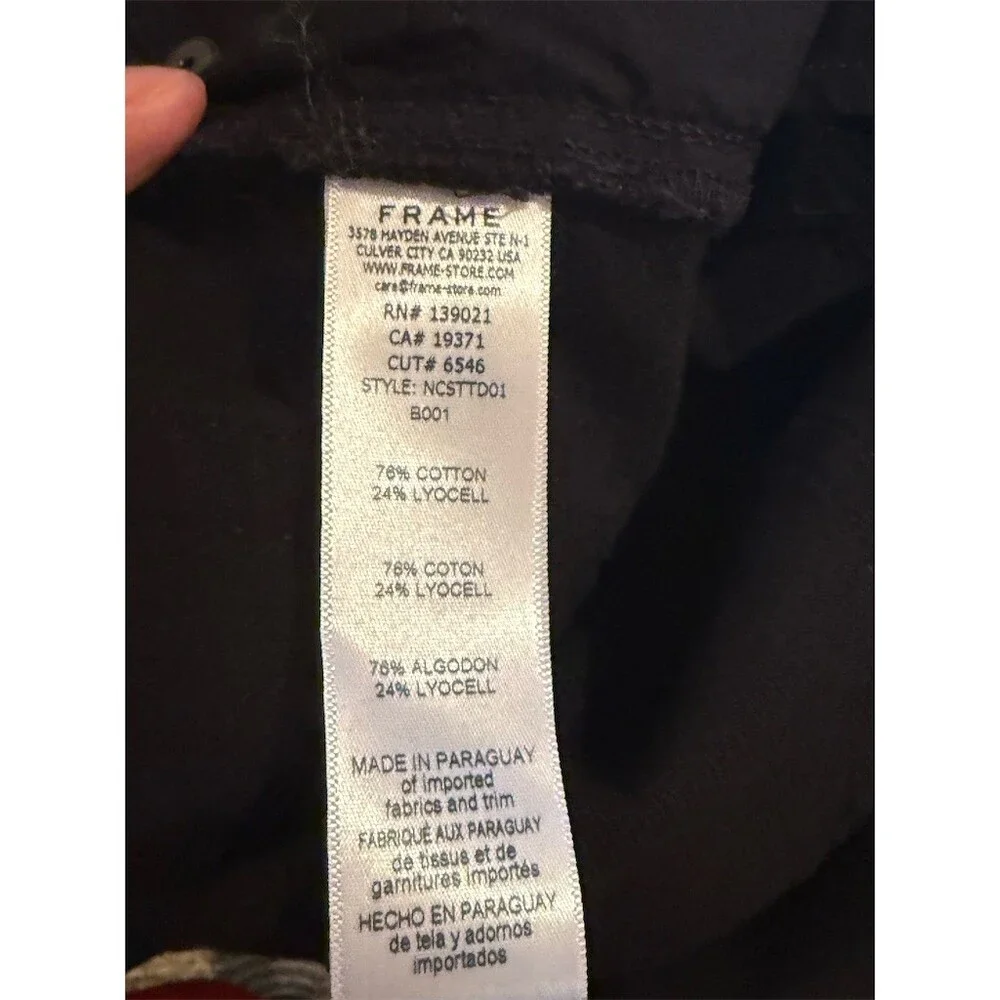 FRAME
3578 HAYDEN AVENUE STE N-1
CULVER CITY CA 90232 USA
WWW.FRAME-STORE.COM
care@frame-store.com
RN# 139021
CA# 19371
CUT# 6546
STYLE: NCSTTD01
B001
76% COTTON
24% LYOCELL
76% COTON
24% LYOCELL
76% ALGODON
24% LYOCELL
MADE IN PARAGUAY
of imported
fabrics and trim
FABRIQUÉ AUX PARAGUAY
de tissus et de
garnitures importés
HECHO EN PARAGUAY
de tela y adornos
importados